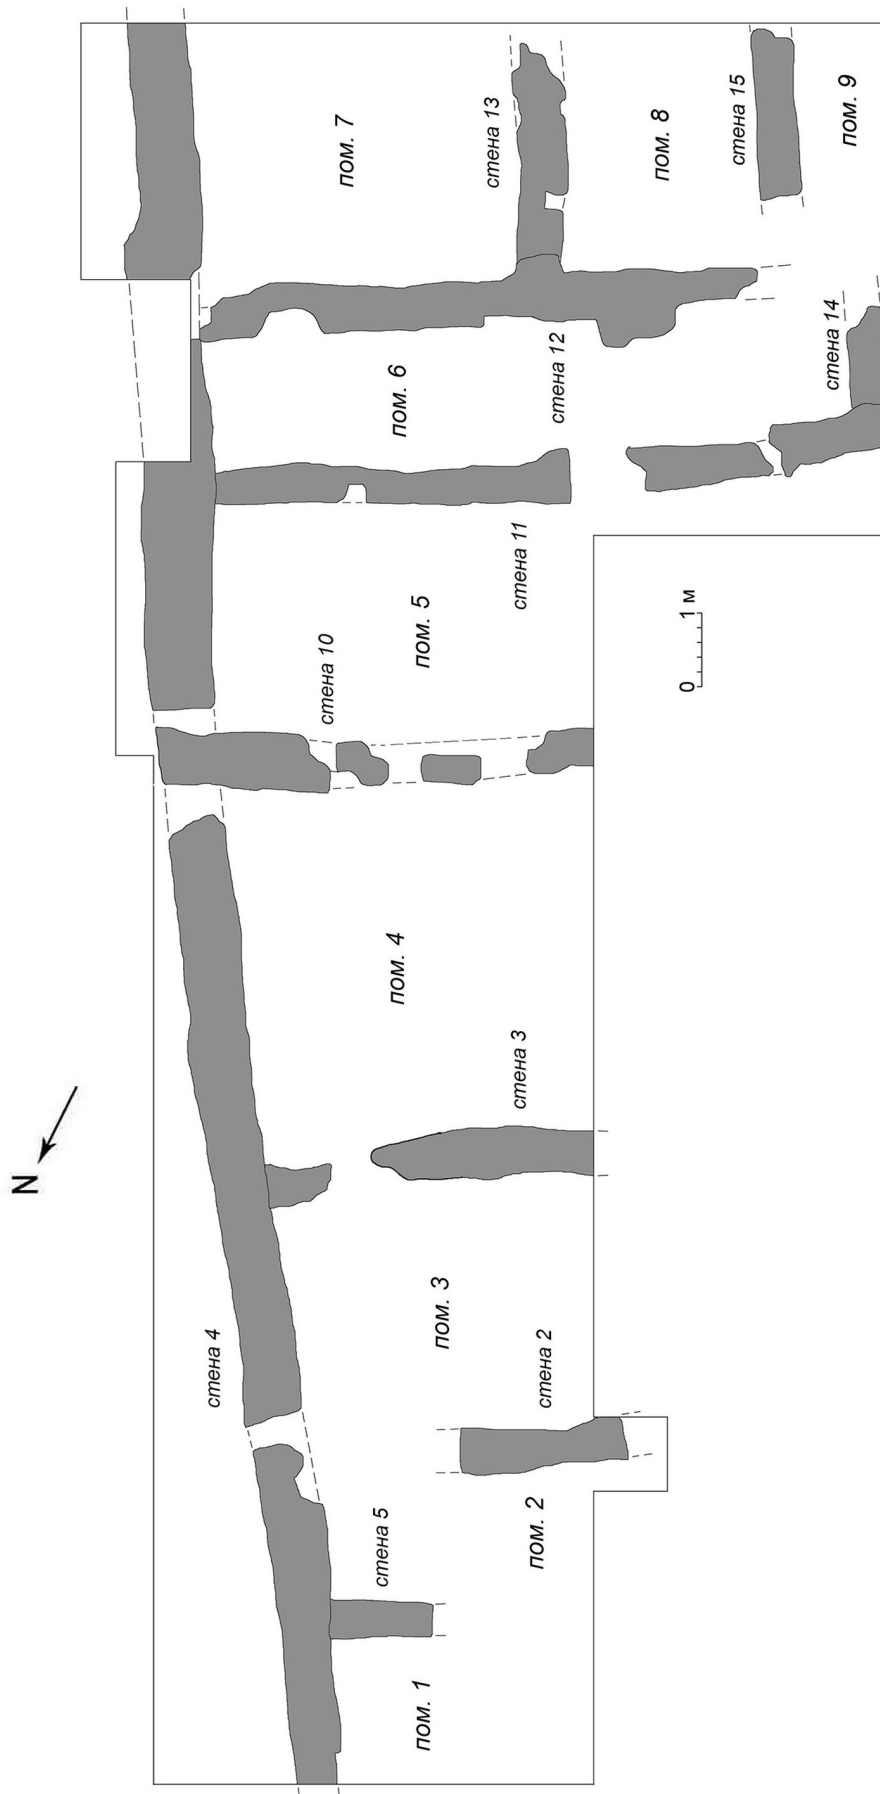 N
пом. 1
пом. 2
пом. 3
пом. 4
пом. 5
пом. 6
пом. 7
пом. 8
пом. 9
стена 2
стена 3
стена 4
стена 5
стена 10
стена 11
стена 12
стена 13
стена 14
стена 15
0 1 м